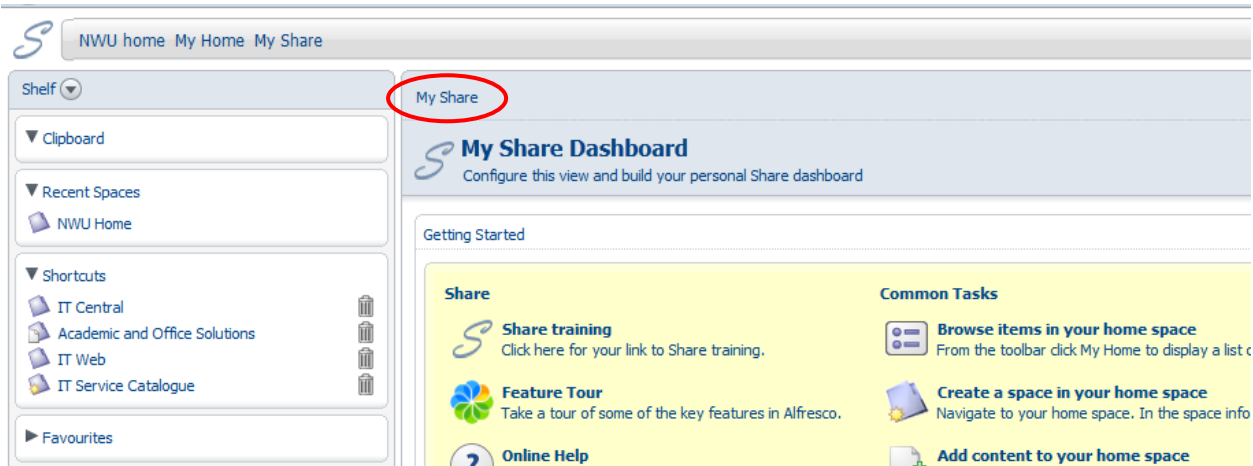 NWU home My Home My Share
Shelf
Clipboard
Recent Spaces
NWU Home
Shortcuts
IT Central
Academic and Office Solutions
IT Web
IT Service Catalogue
Favourites
My Share
My Share Dashboard
Configure this view and build your personal Share dashboard
Getting Started
Share
Share training
Click here for your link to Share training.
Feature Tour
Take a tour of some of the key features in Alfresco.
Online Help
Common Tasks
Browse items in your home space
From the toolbar click My Home to display a list
Create a space in your home space
Navigate to your home space. In the space info
Add content to your home space